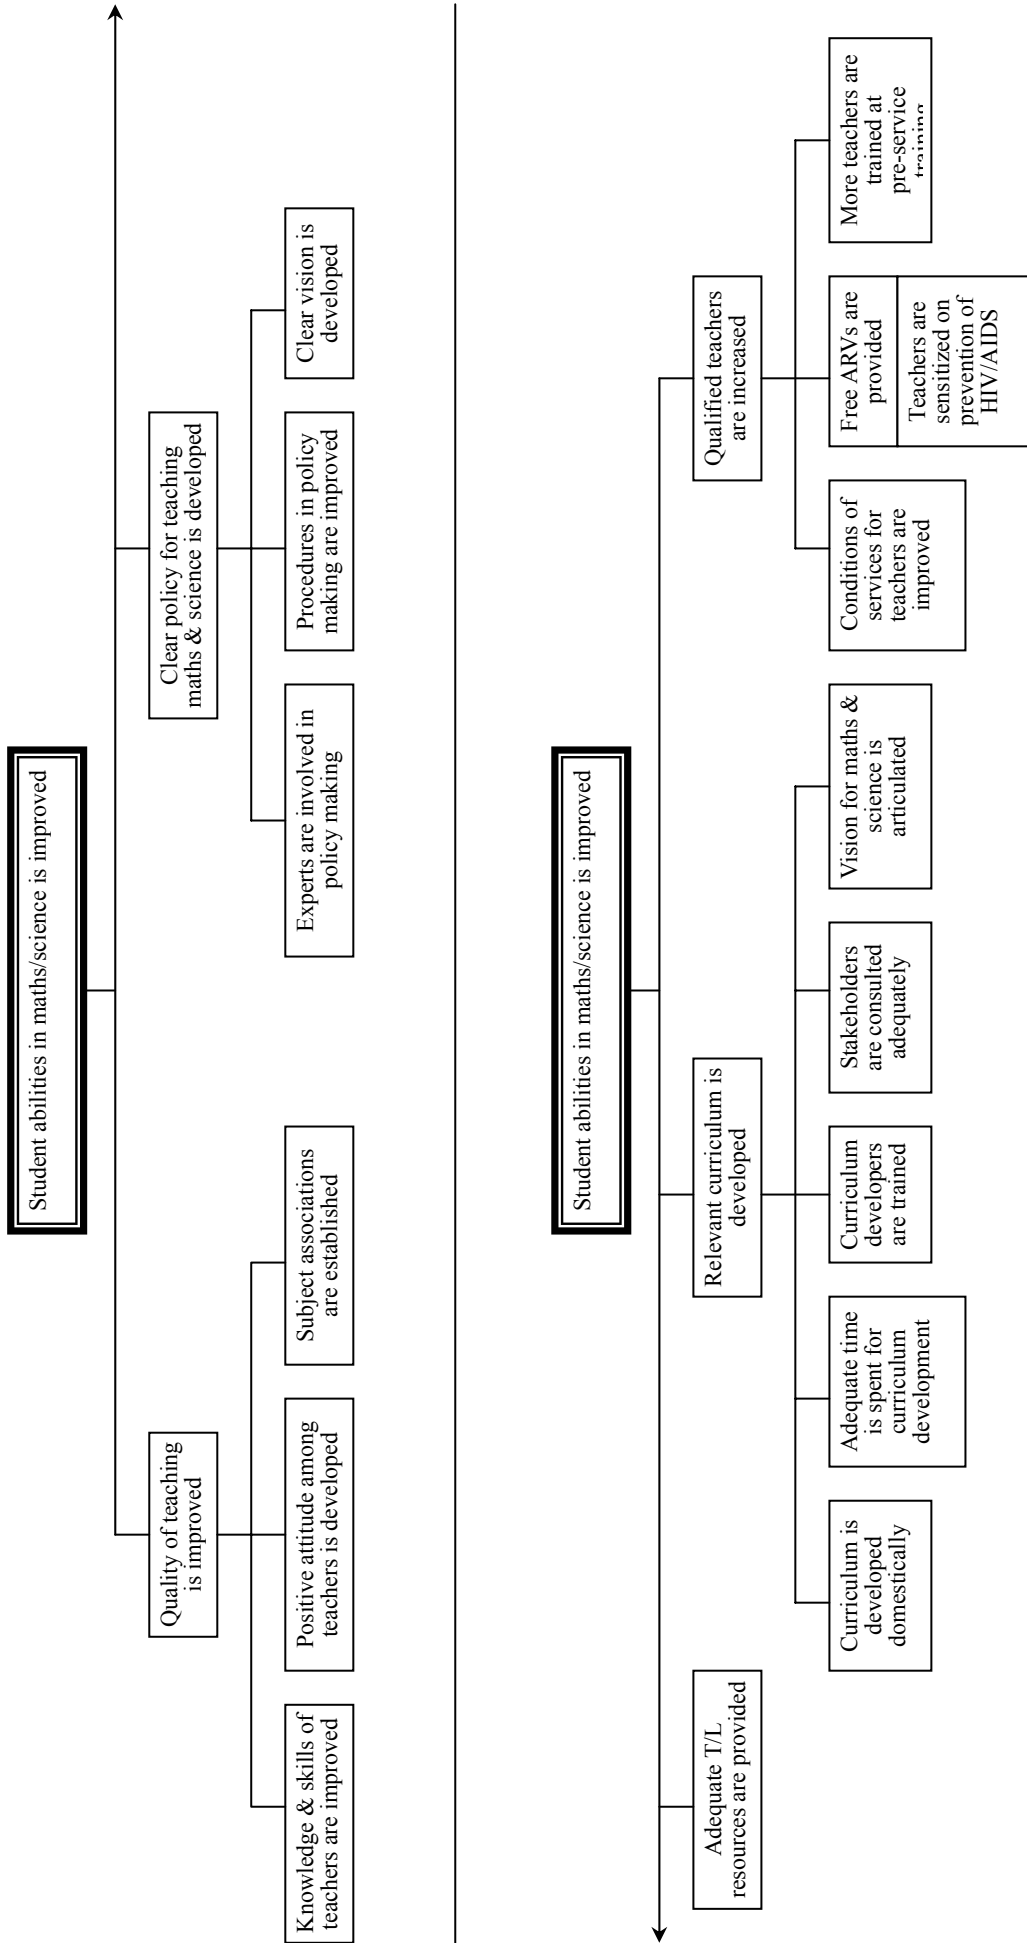 Student abilities in maths/science is improved
Quality of teaching
is improved
Clear policy for teaching
maths & science is developed
Knowledge & skills of
teachers are improved
Positive attitude among
teachers is developed
Subject associations
are established
Experts are involved in
policy making
Procedures in policy
making are improved
Clear vision is
developed
Student abilities in maths/science is improved
Adequate T/L
resources are provided
Relevant curriculum is
developed
Qualified teachers
are increased
Curriculum is
developed
domestically
Adequate time
is spent for
curriculum
development
Curriculum
developers
are trained
Stakeholders
are consulted
adequately
Vision for maths &
science is
articulated
Conditions of
services for
teachers are
improved
Free ARVs are
provided
Teachers are
sensitized on
prevention of
HIV/AIDS
More teachers are
trained at
pre-service
training